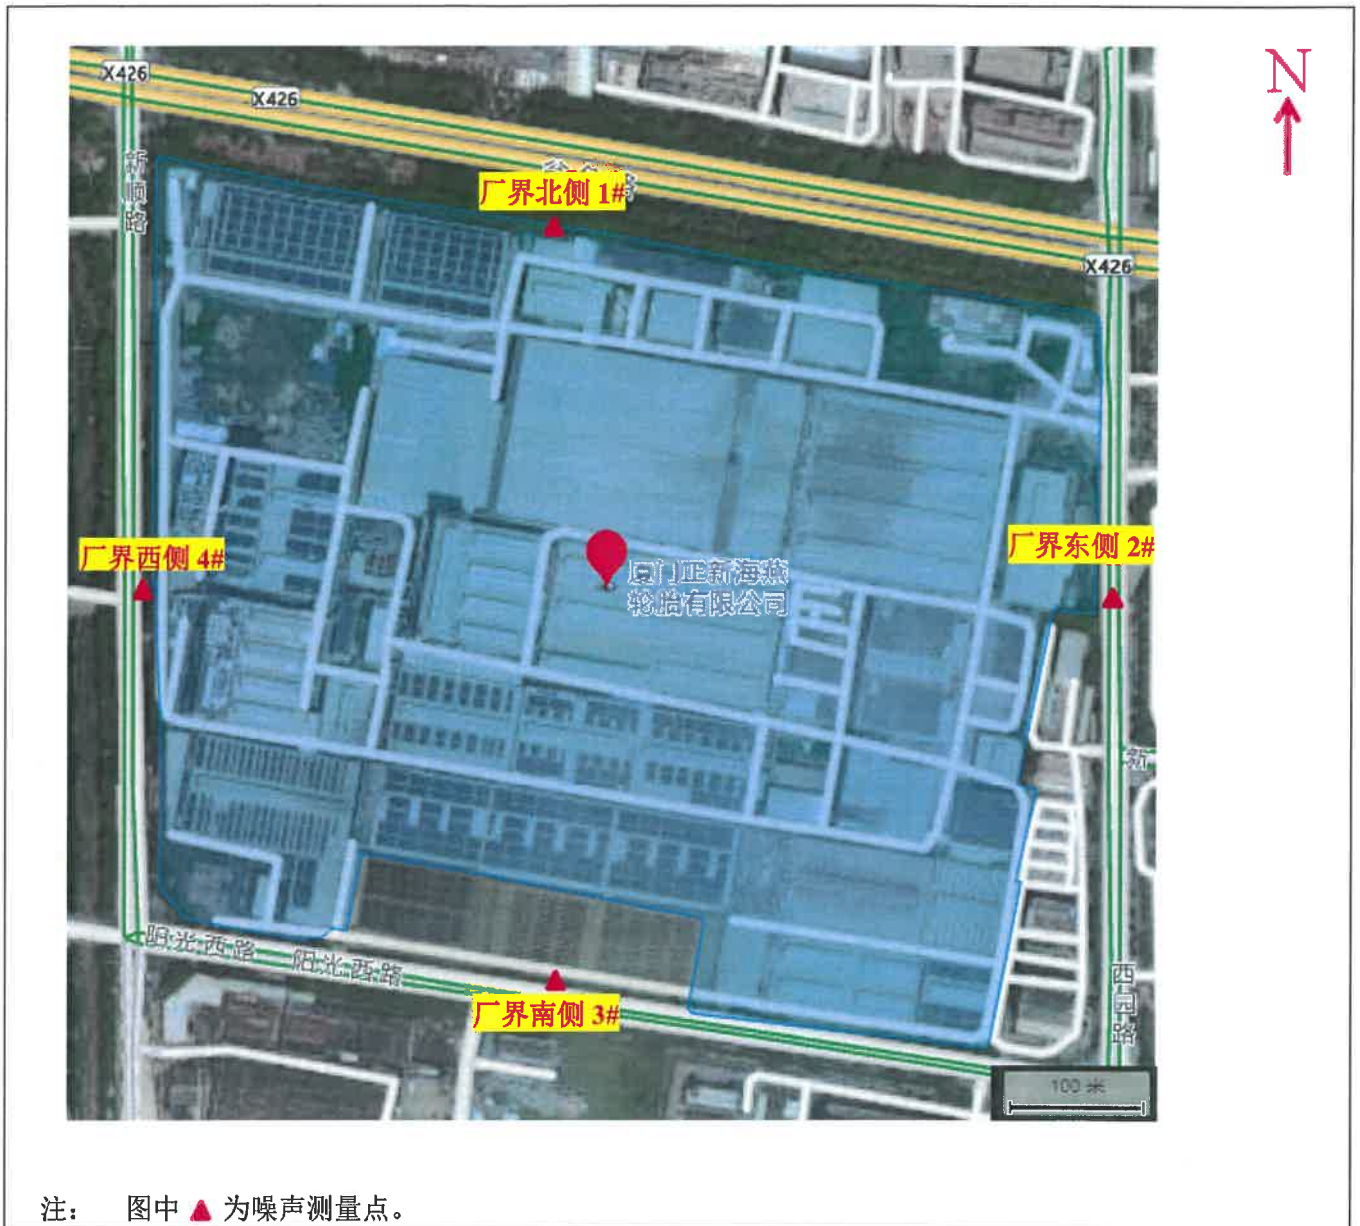 N
X426
X426
新顺路
厂界北侧 1#
X426
厂界东侧 2#
厂界西侧 4#
厦门正新海燕
轮胎有限公司
新
阳光西路
阳光西路
西园路
厂界南侧 3#
100 米
注： 图中 ▲ 为噪声测量点。